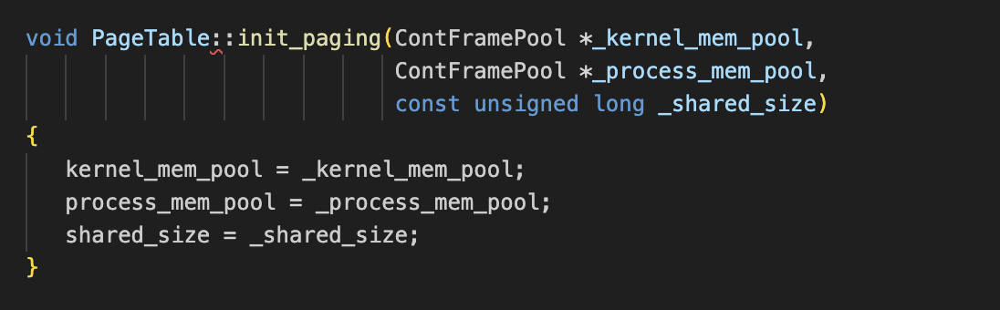 void PageTable::init_paging(ContFramePool *_kernel_mem_pool,
                            ContFramePool *_process_mem_pool,
                            const unsigned long _shared_size)
{
   kernel_mem_pool = _kernel_mem_pool;
   process_mem_pool = _process_mem_pool;
   shared_size = _shared_size;
}